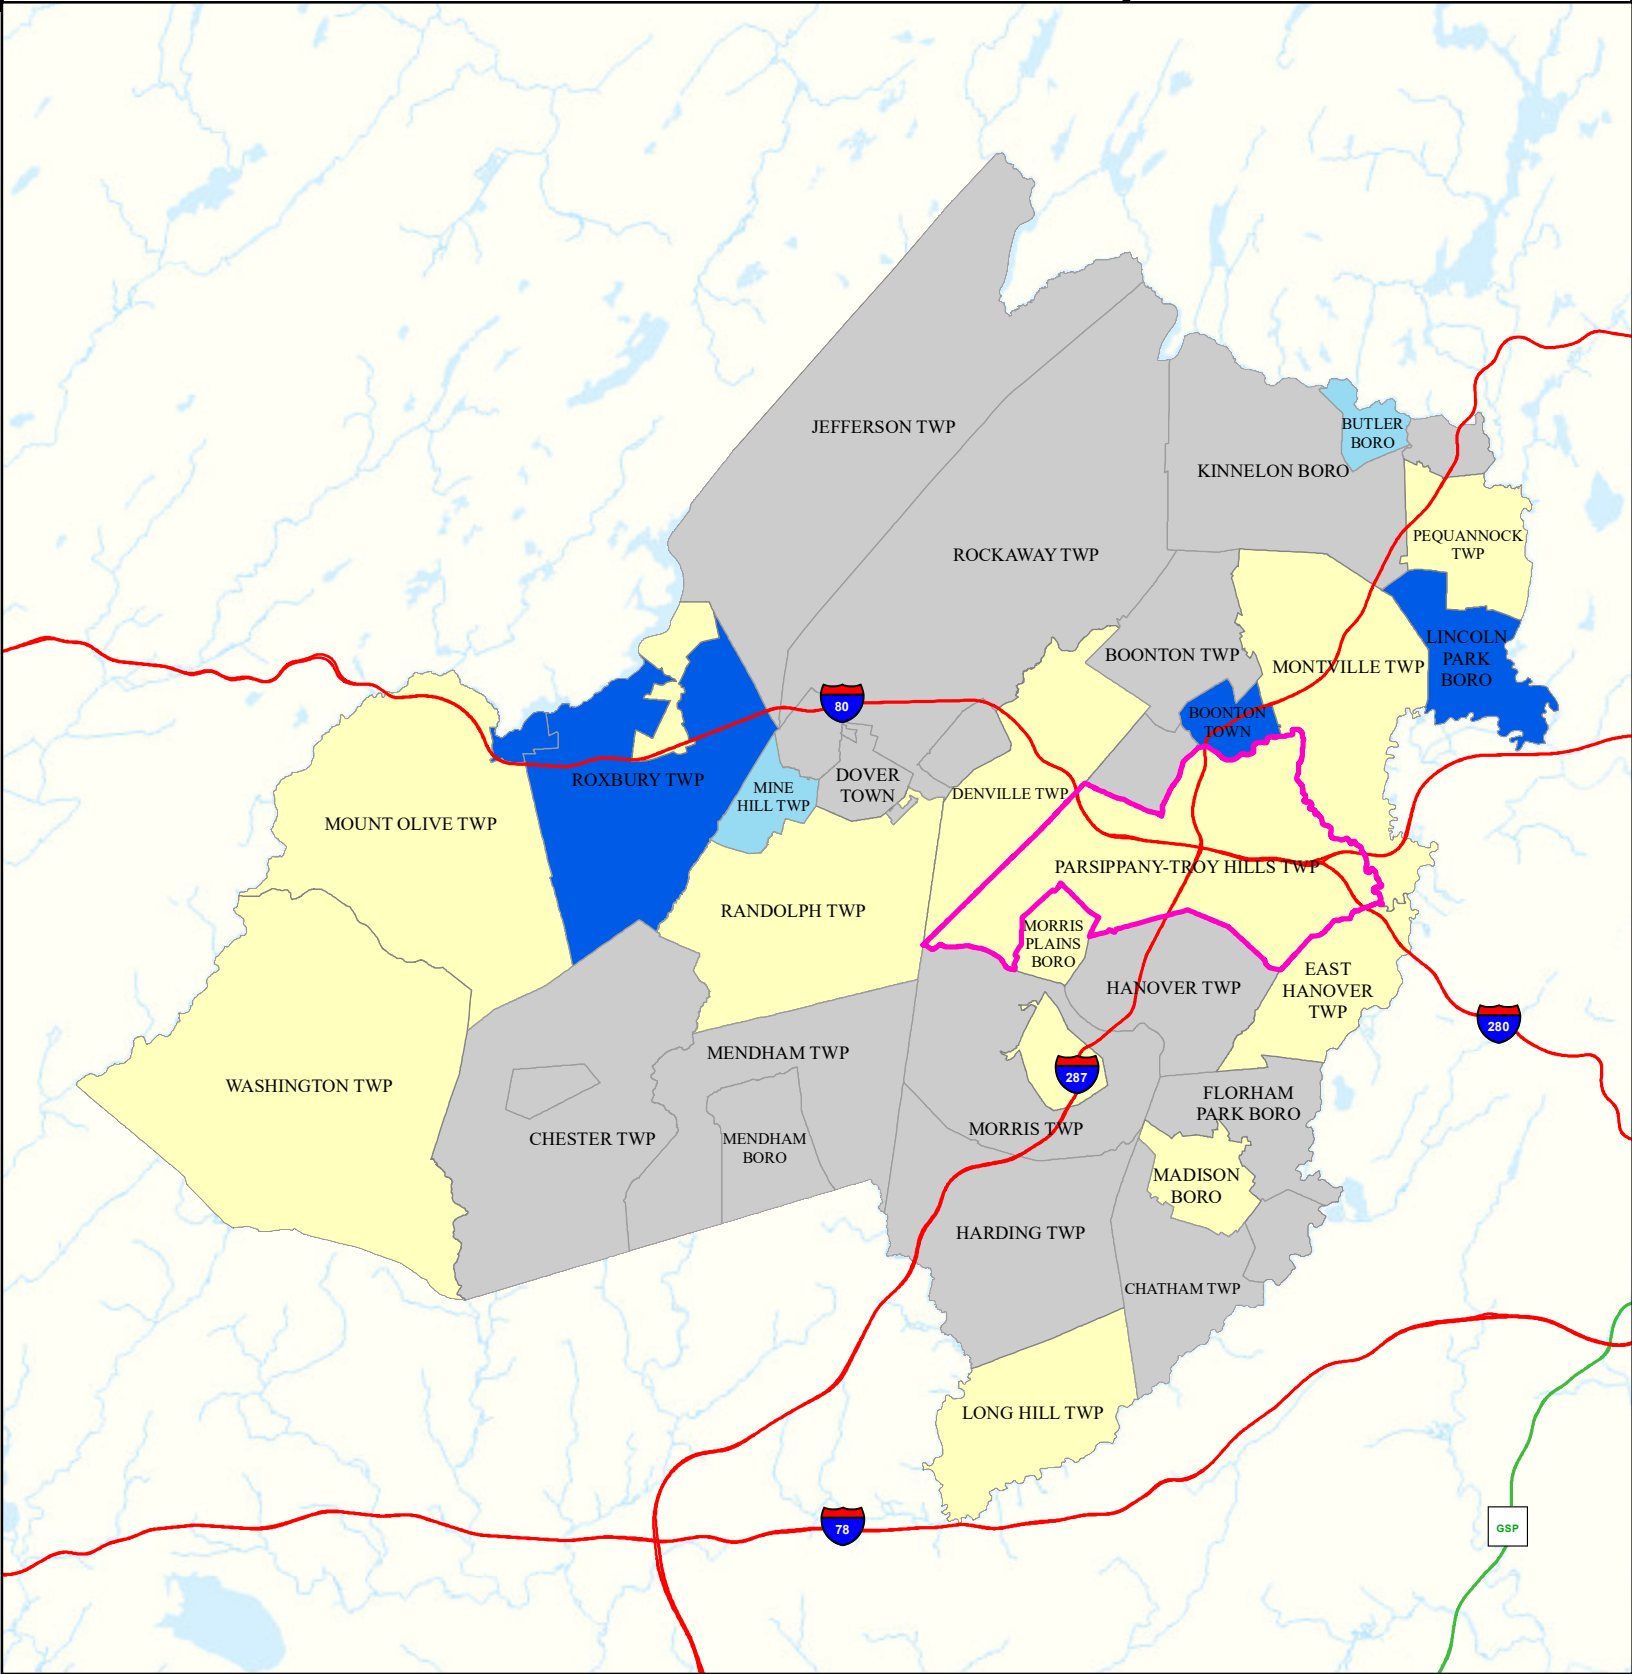 JEFFERSON TWP
BUTLER
BORO
KINNELON BORO
PEQUANNOCK
TWP
ROCKAWAY TWP
LINCOLN
PARK
BORO
BOONTON TWP
MONTVILLE TWP
80
BOONTON
TOWN
ROXBURY TWP
DOVER
TOWN
MINE
HILL TWP
DENVILLE TWP
MOUNT OLIVE TWP
PARSIPPANY-TROY HILLS TWP
RANDOLPH TWP
MORRIS
PLAINS
BORO
EAST
HANOVER
TWP
HANOVER TWP
280
MENDHAM TWP
287
WASHINGTON TWP
FLORHAM
PARK BORO
MORRIS TWP
CHESTER TWP
MENDHAM
BORO
MADISON
BORO
HARDING TWP
CHATHAM TWP
LONG HILL TWP
78
GSP